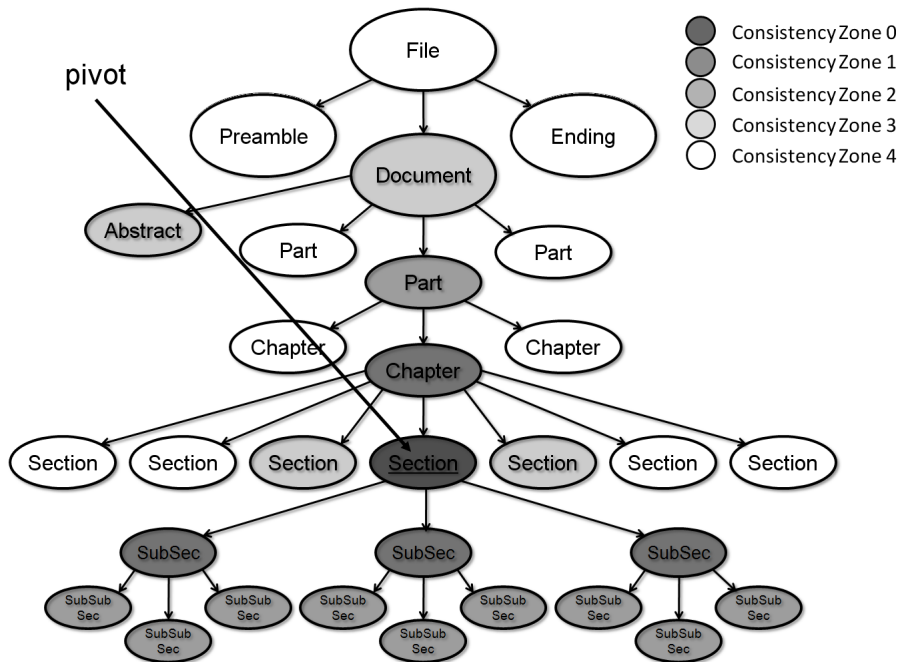 File
Consistency Zone 0
Consistency Zone 1
Consistency Zone 2
Consistency Zone 3
Consistency Zone 4
pivot
Preamble
Ending
Document
Abstract
Part
Part
Part
Chapter
Chapter
Chapter
Section
Section
Section
Section
Section
Section
Section
SubSec
SubSec
SubSec
SubSub
Sec
SubSub
Sec
SubSub
Sec
SubSub
Sec
SubSub
Sec
SubSub
Sec
SubSub
Sec
SubSub
Sec
SubSub
Sec